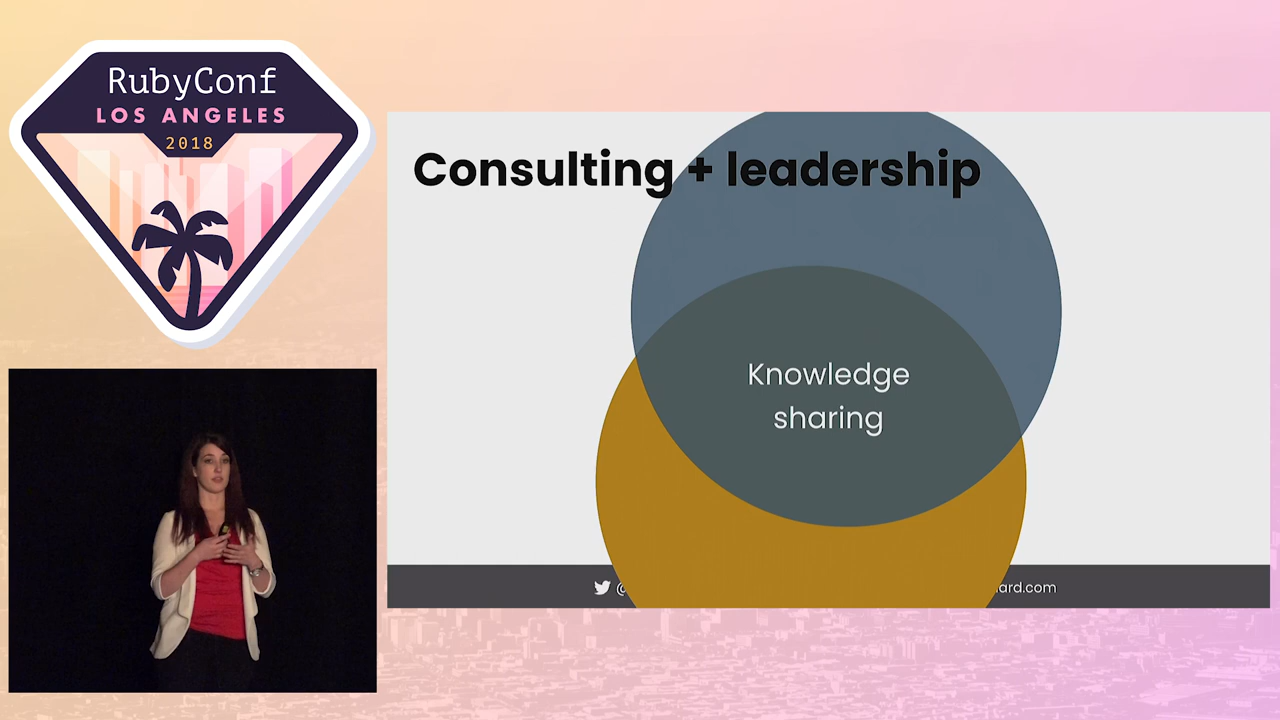 RubyConf
LOS ANGELES
2018
Consulting + leadership
Knowledge
sharing
@
ard.com